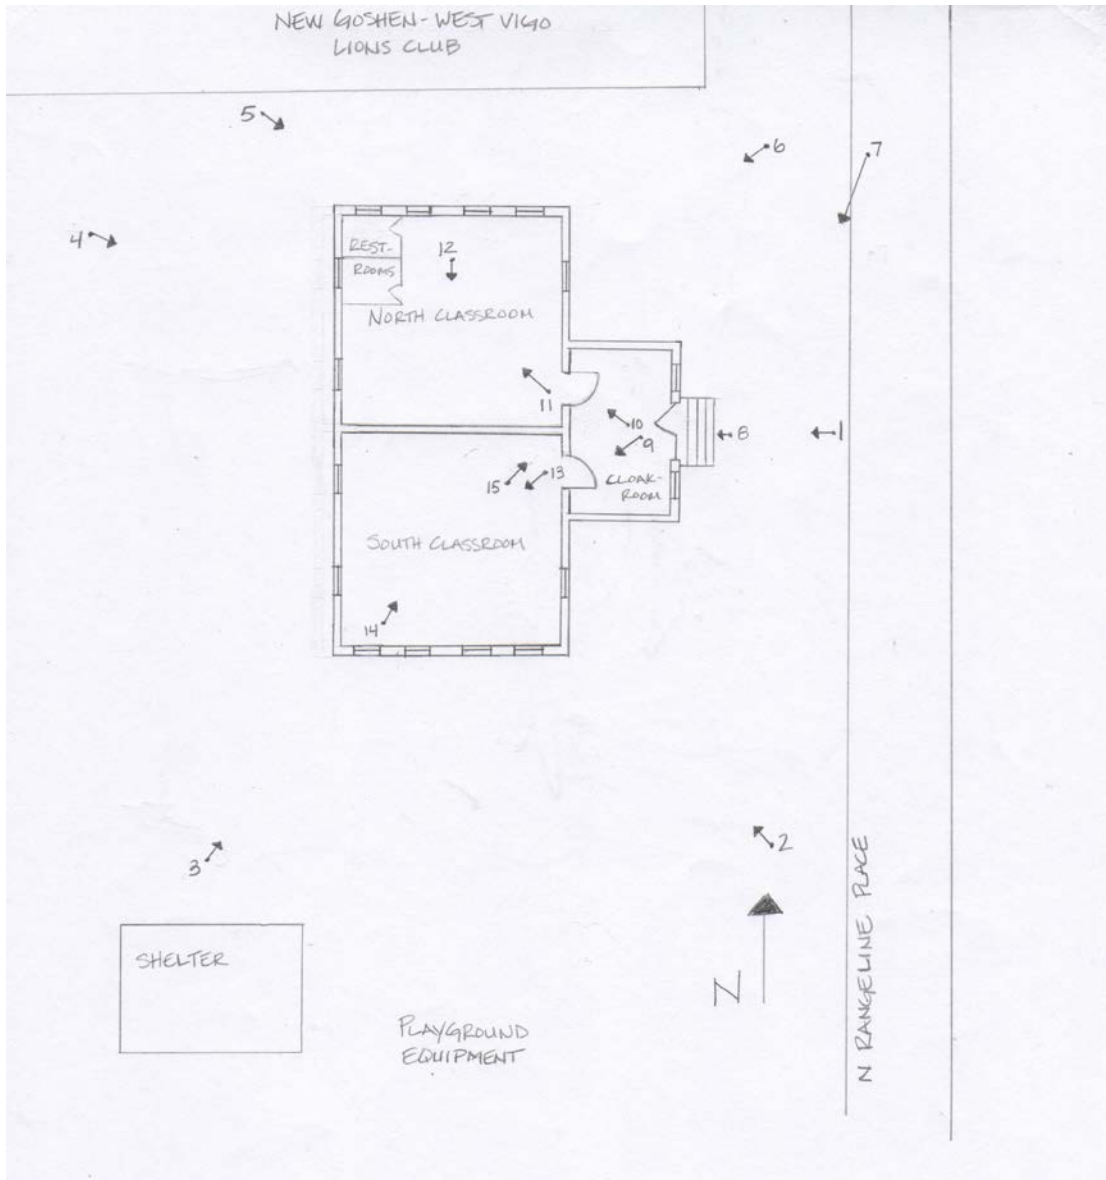 NEW GOSHEN-WEST VIGO
LIONS CLUB
5
6
7
4
REST-
ROOMS
12
NORTH CLASSROOM
11
10
9
8
1
15
13
CLOAK-
ROOM
SOUTH CLASSROOM
14
3
2
N RANGELINE PLACE
SHELTER
N
PLAYGROUND
EQUIPMENT